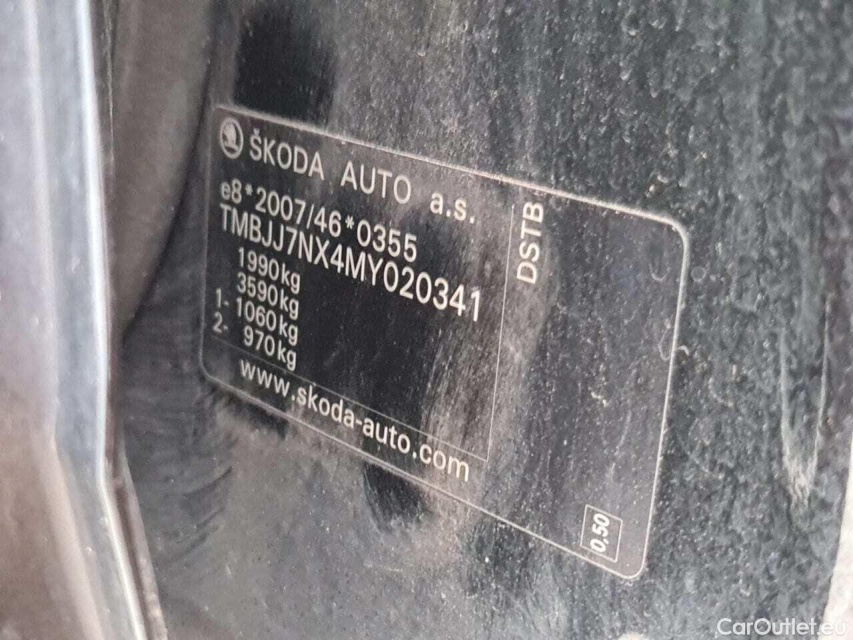 ŠKODA AUTO a.s.
e8*2007/46*0355
TMBJJ7NX4MY020341
1990kg
3590kg
1- 1060kg
2- 970kg
www.skoda-auto.com
DSTB
0,50
CarOutlet.eu